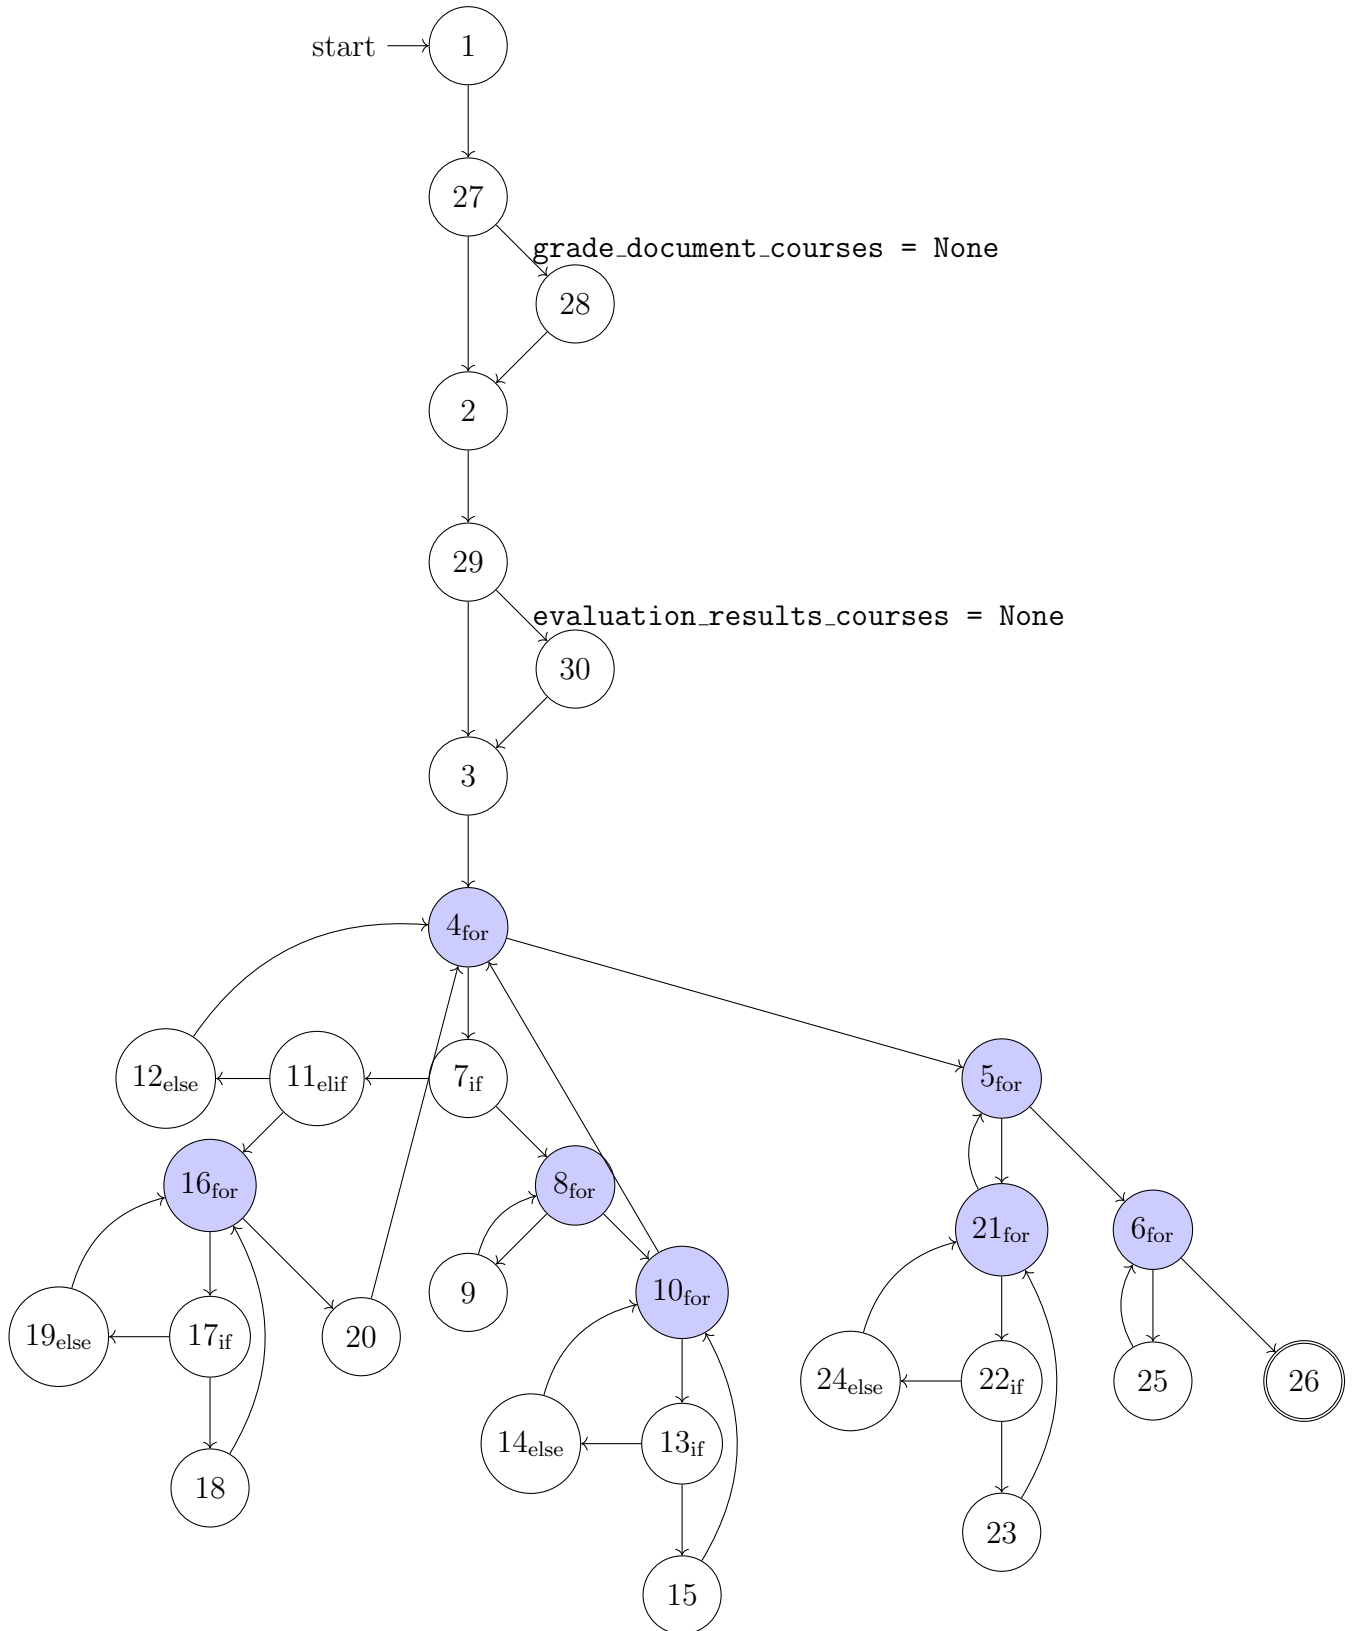 start
1
27
grade_document_courses = None
28
2
29
evaluation_results_courses = None
30
3
4for
12else
11elif
7if
5for
16for
8for
21for
6for
19else
17if
20
9
10for
24else
22if
25
26
14else
13if
18
23
15